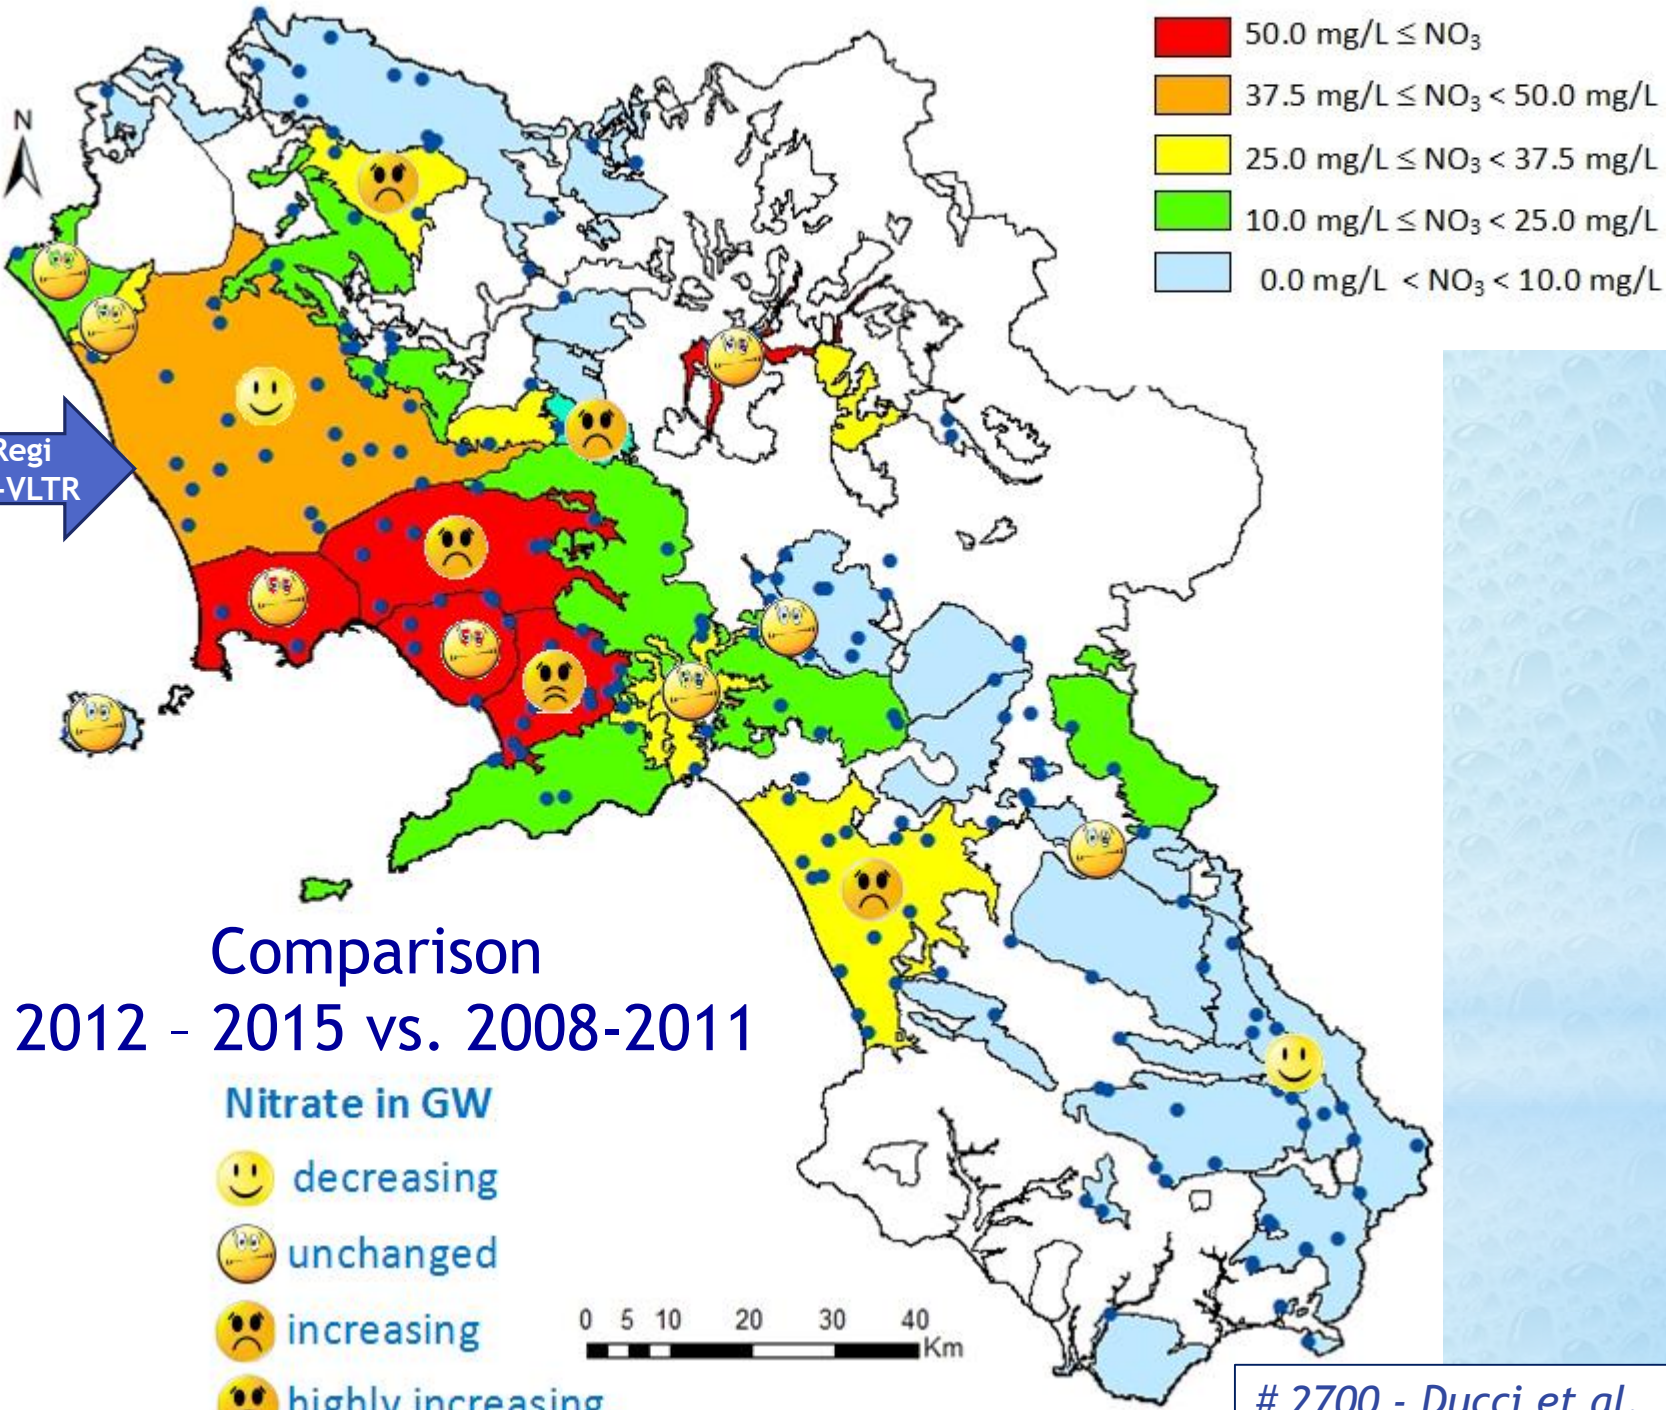 50.0 mg/L ≤ NO₃
37.5 mg/L ≤ NO₃ < 50.0 mg/L
25.0 mg/L ≤ NO₃ < 37.5 mg/L
10.0 mg/L ≤ NO₃ < 25.0 mg/L
0.0 mg/L < NO₃ < 10.0 mg/L
N
Regi
-VLTR
Comparison
2012 – 2015 vs. 2008-2011
Nitrate in GW
decreasing
unchanged
increasing
highly increasing
0 5 10 20 30 40
Km
# 2700 - Ducci et al.